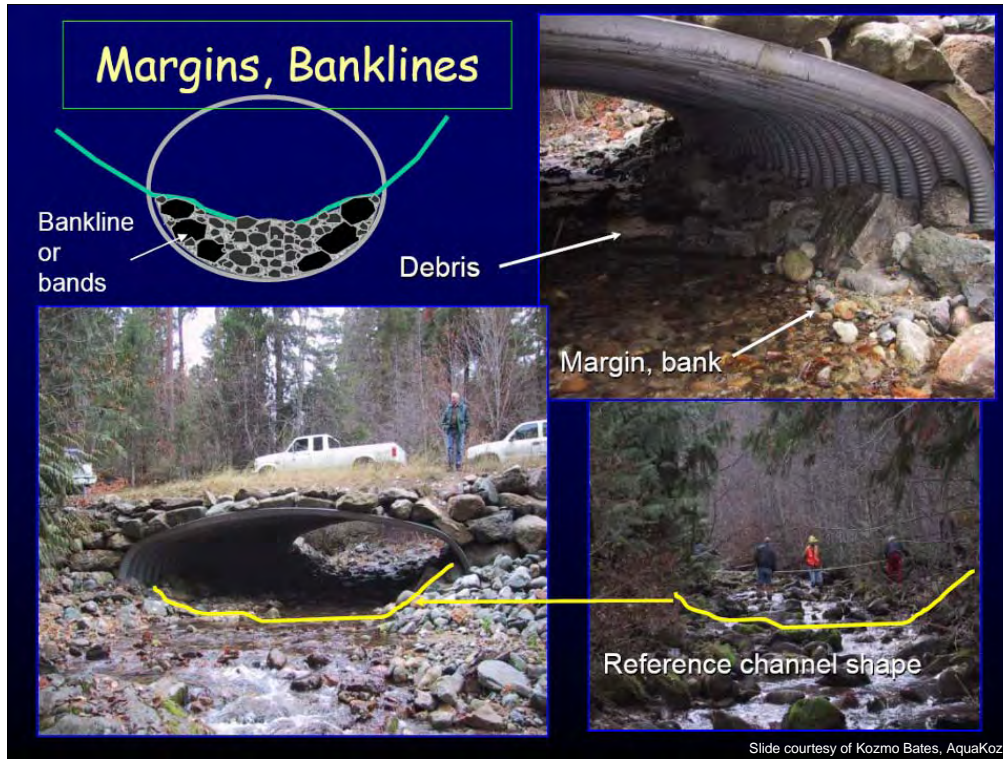 Margins, Banklines
Bankline
or
bands
Debris
Margin, bank
Reference channel shape
Slide courtesy of Kozmo Bates, AquaKoz